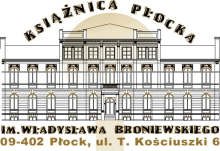 KSIĄŻNICA PŁOCKA
IM. WŁADYSŁAWA BRONIEWSKIEGO
09-402 Płock, ul. T. Kościuszki 6